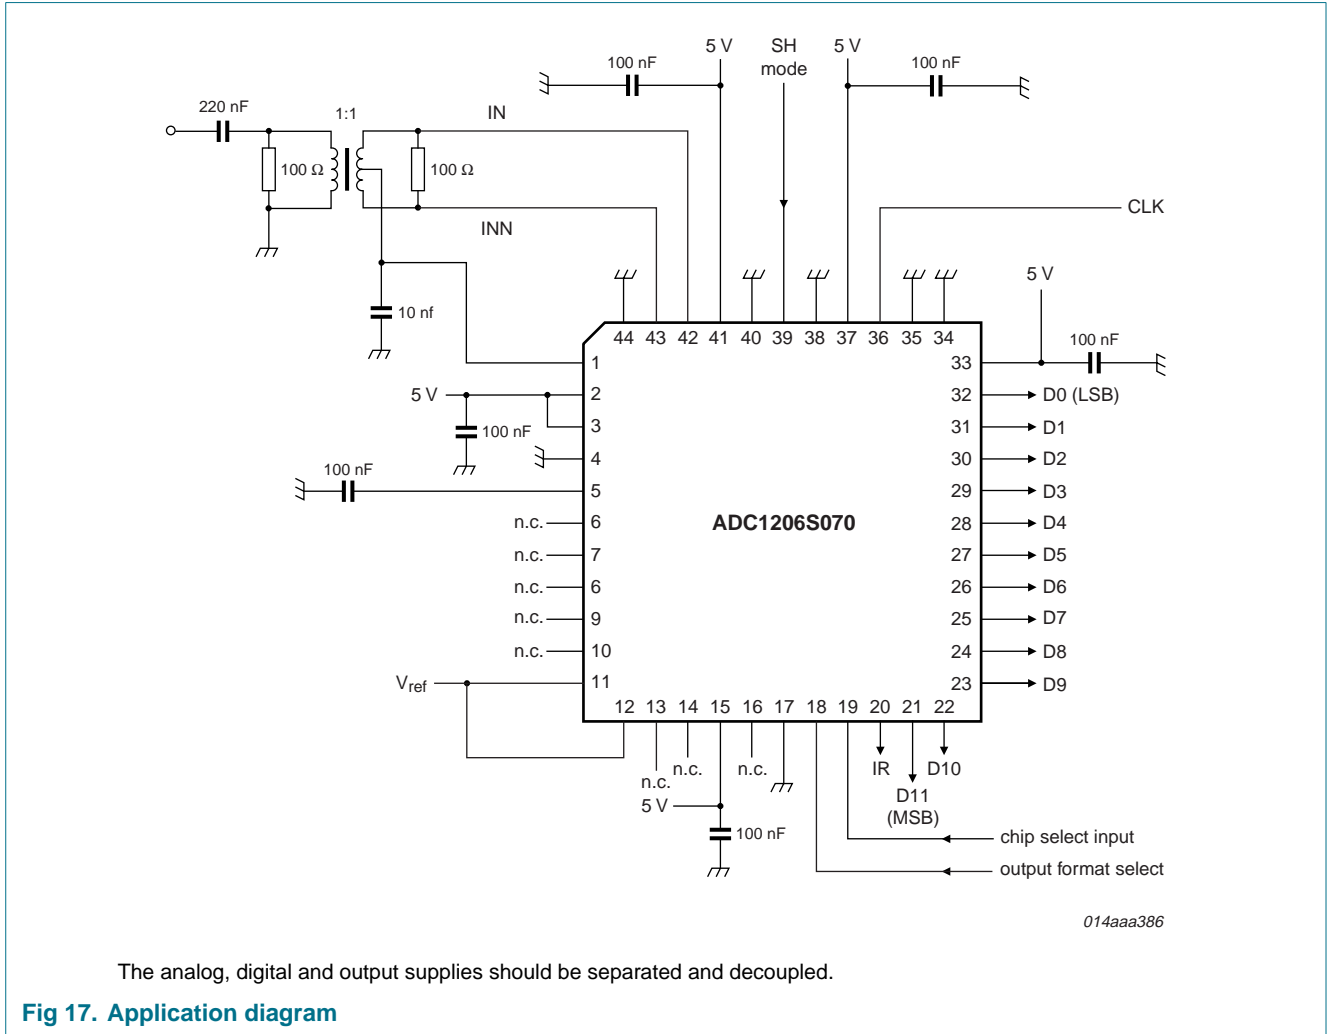 5 V
SH
mode
5 V
100 nF
100 nF
220 nF
1:1
IN
100 Ω
100 Ω
CLK
INN
5 V
10 nf
44 43 42 41 40 39 38 37 36 35 34
100 nF
1
33
5 V
2
32
D0 (LSB)
100 nF
3
31
D1
4
30
D2
100 nF
5
29
D3
n.c.
6
ADC1206S070
28
D4
n.c.
7
27
D5
n.c.
6
26
D6
n.c.
9
25
D7
n.c.
10
24
D8
Vref
11
23
D9
12 13 14 15 16 17 18 19 20 21 22
n.c.
n.c.
n.c.
IR
D10
5 V
D11
(MSB)
100 nF
chip select input
output format select
014aaa386
The analog, digital and output supplies should be separated and decoupled.
Fig 17. Application diagram